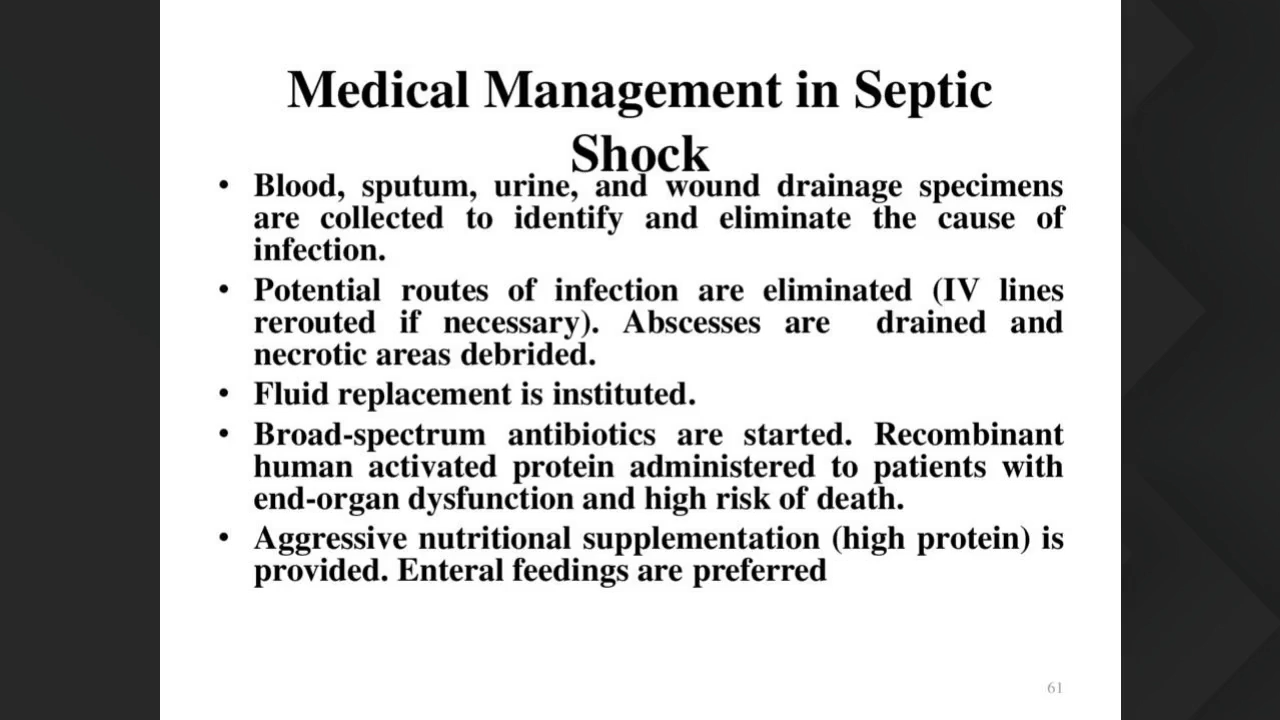 Medical Management in Septic
Shock
• Blood, sputum, urine, and wound drainage specimens
are collected to identify and eliminate the cause of
infection.
• Potential routes of infection are eliminated (IV lines
rerouted if necessary). Abscesses are drained and
necrotic areas debrided.
• Fluid replacement is instituted.
• Broad-spectrum antibiotics are started. Recombinant
human activated protein administered to patients with
end-organ dysfunction and high risk of death.
• Aggressive nutritional supplementation (high protein) is
provided. Enteral feedings are preferred
61